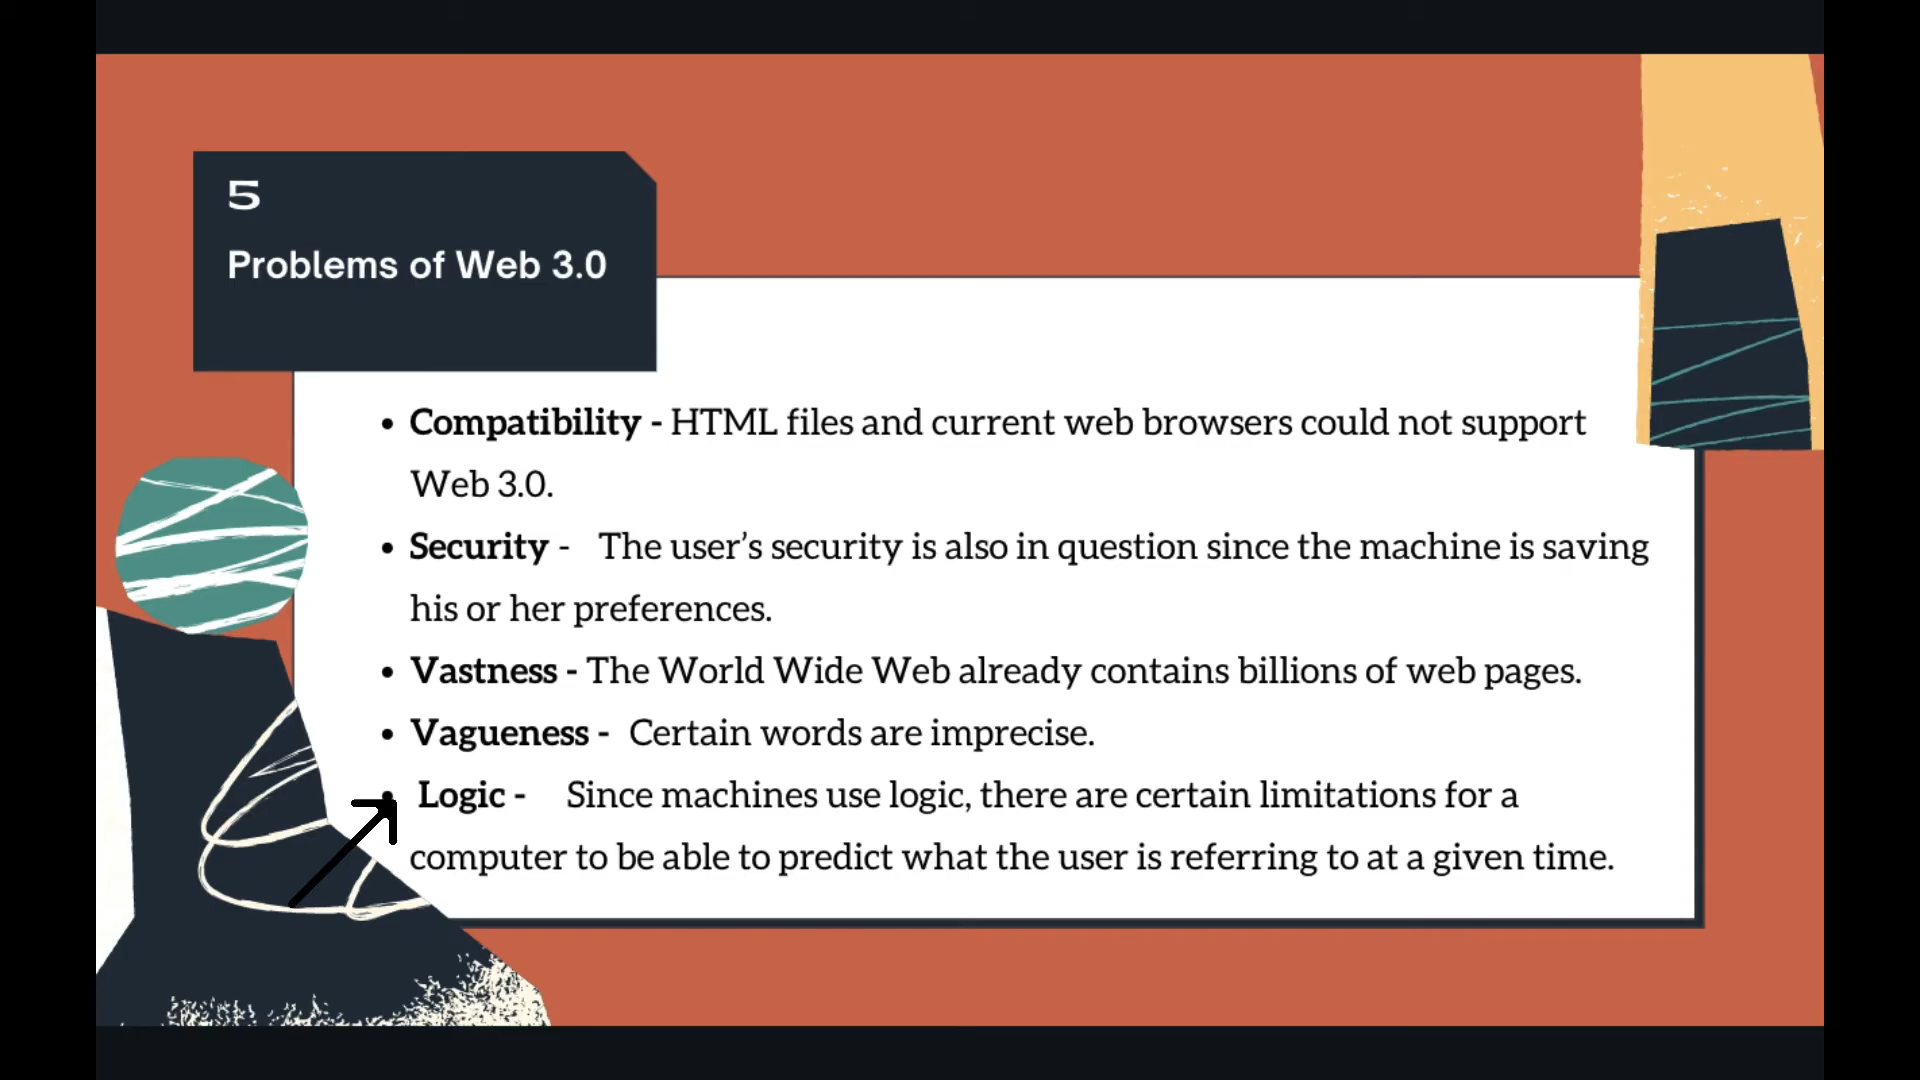 5
Problems of Web 3.0
• Compatibility - HTML files and current web browsers could not support
Web 3.0.
• Security - The user’s security is also in question since the machine is saving
his or her preferences.
• Vastness - The World Wide Web already contains billions of web pages.
• Vagueness - Certain words are imprecise.
• Logic - Since machines use logic, there are certain limitations for a
computer to be able to predict what the user is referring to at a given time.